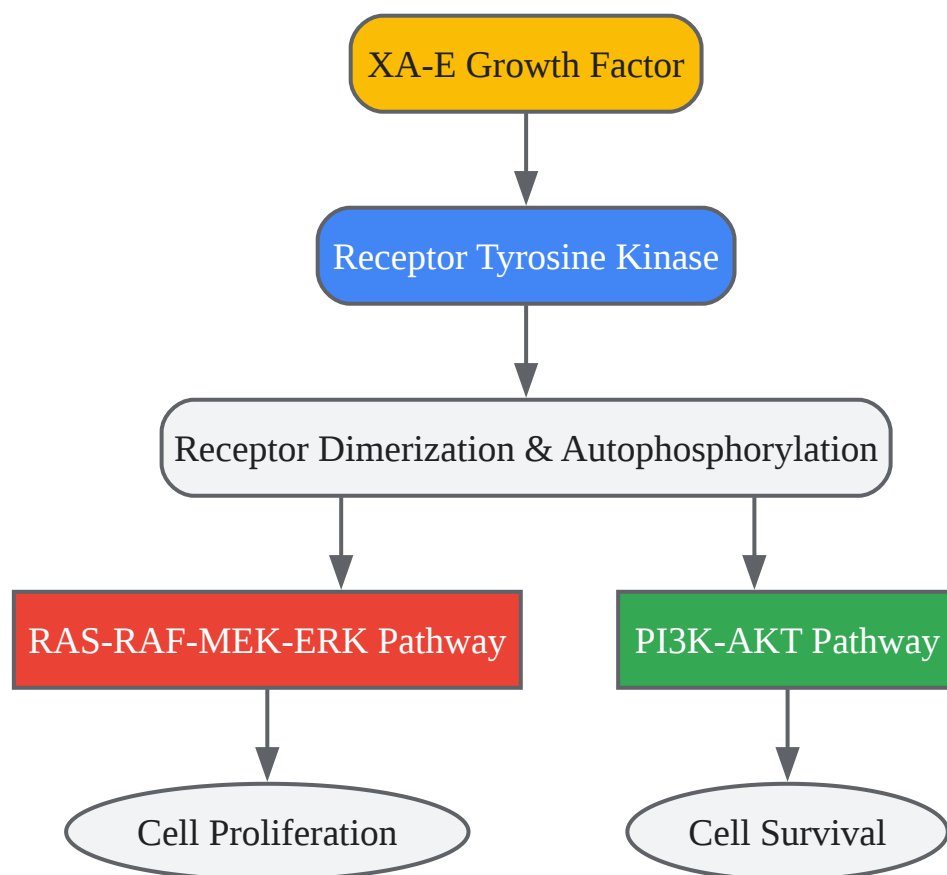 XA-E Growth Factor
Receptor Tyrosine Kinase
Receptor Dimerization & Autophosphorylation
RAS-RAF-MEK-ERK Pathway
PI3K-AKT Pathway
Cell Proliferation
Cell Survival